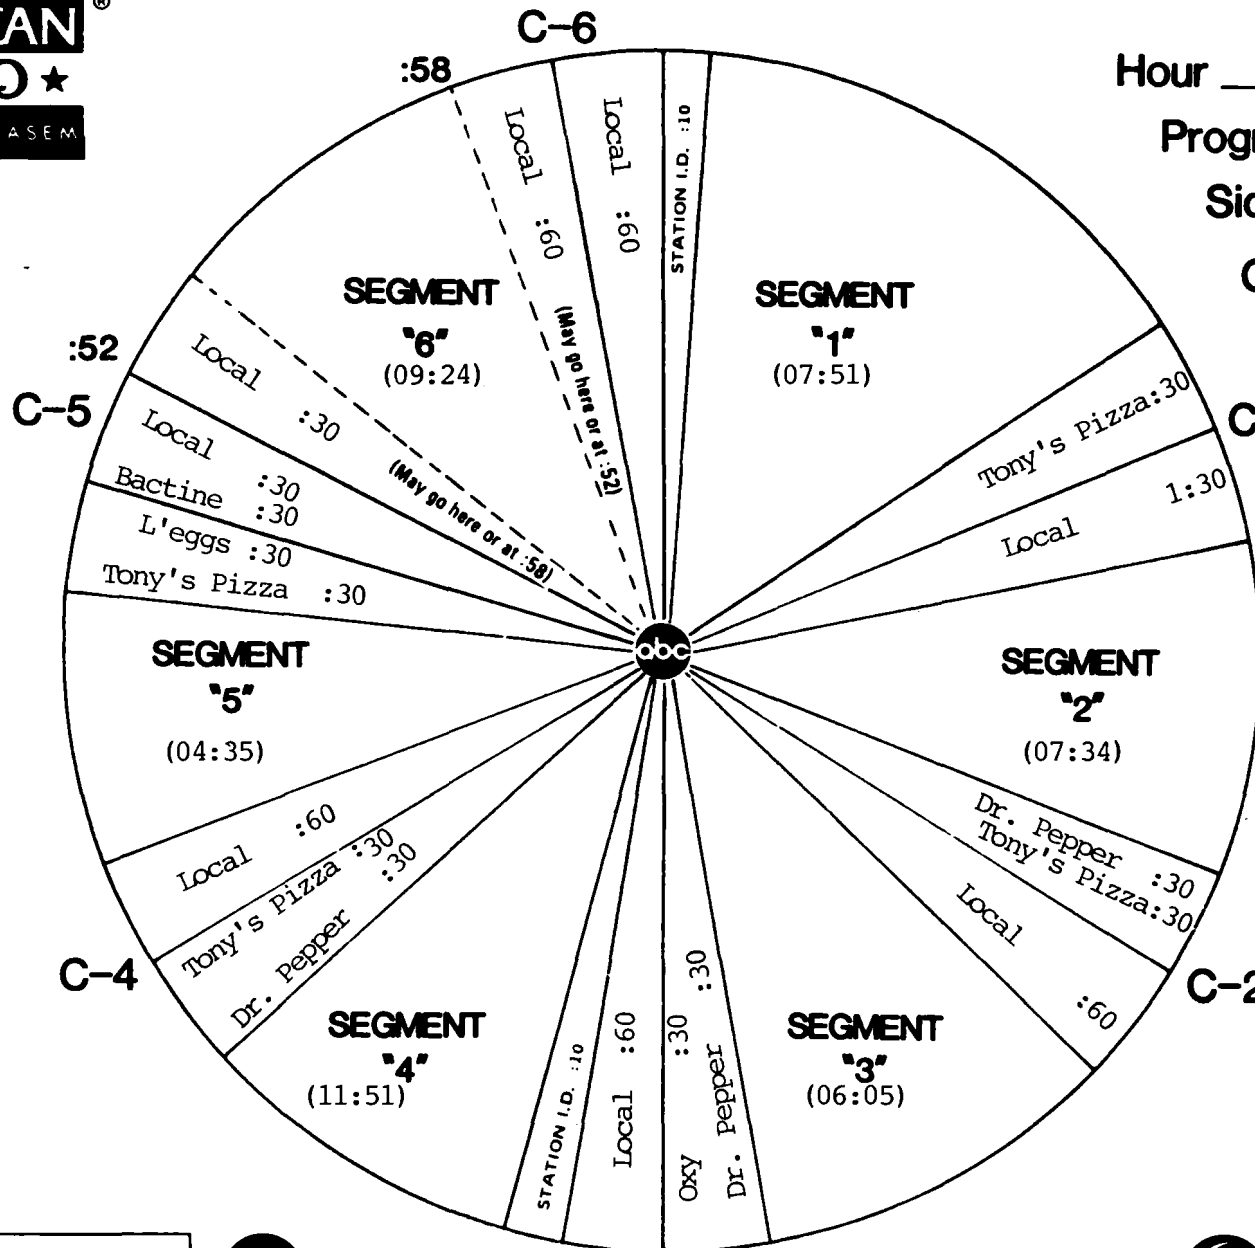 ®
C-6
:58
ASEM
Hour
Local :60
Local :60
STATION I.D. :10
SEGMENT
"1"
(07:51)
Tony's Pizza:30
Local 1:30
SEGMENT
"2"
(07:34)
Dr. Pepper :30
Tony's Pizza:30
Local :60
SEGMENT
"3"
(06:05)
Dr. Pepper :30
Oxy :30
Local :60
STATION I.D. :10
SEGMENT
"4"
(11:51)
Dr. Pepper :30
Tony's Pizza :30
C-4
Local :60
SEGMENT
"5"
(04:35)
Tony's Pizza :30
L'eggs :30
Bactine :30
Local :30
C-5
:52
Local :30
(May go here or at :58)
SEGMENT
"6"
(09:24)
(May go here or at :52)
abc